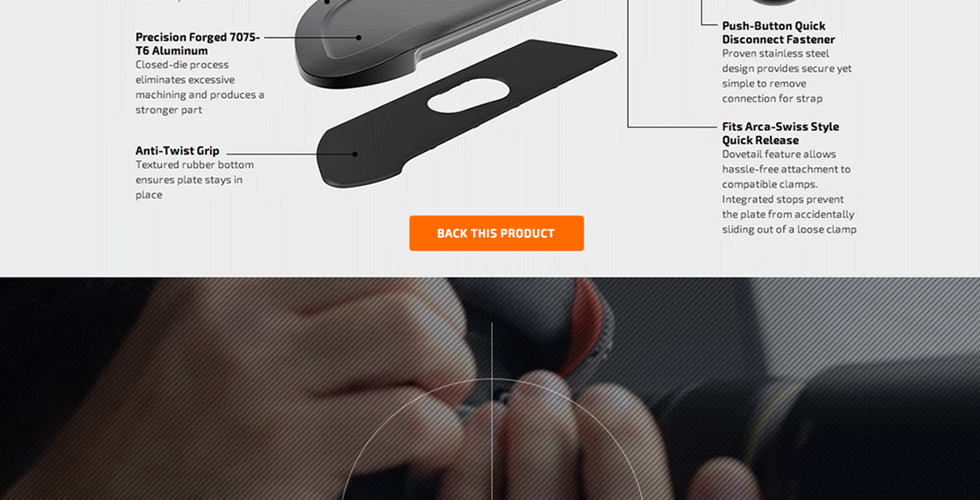 Precision Forged 7075-
T6 Aluminum
Closed-die process
eliminates excessive
machining and produces a
stronger part
Anti-Twist Grip
Textured rubber bottom
ensures plate stays in
place
Push-Button Quick
Disconnect Fastener
Proven stainless steel
design provides secure yet
simple to remove
connection for strap
Fits Arca-Swiss Style
Quick Release
Dovetail feature allows
hassle-free attachment to
compatible clamps.
Integrated stops prevent
the plate from accidentally
sliding out of a loose clamp
BACK THIS PRODUCT